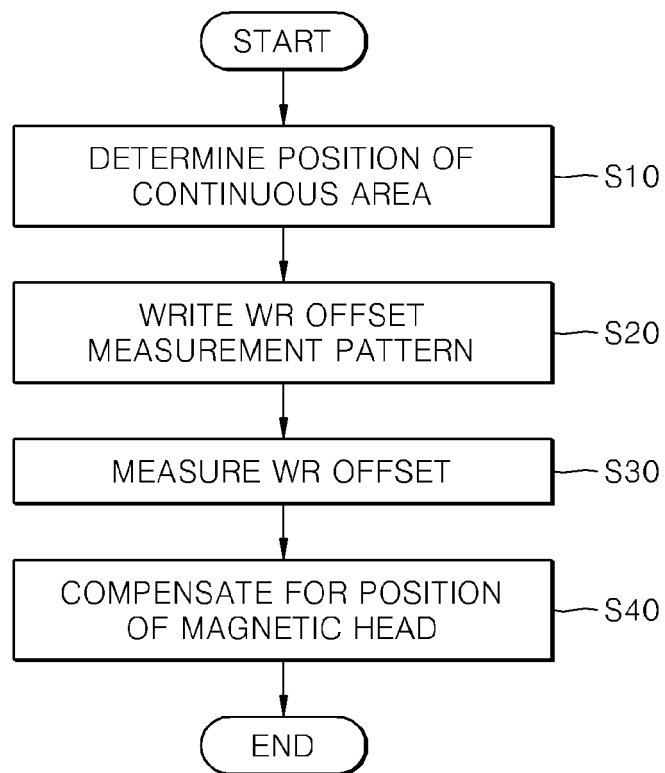 START
DETERMINE POSITION OF
CONTINUOUS AREA
S10
WRITE WR OFFSET
MEASUREMENT PATTERN
S20
MEASURE WR OFFSET
S30
COMPENSATE FOR POSITION
OF MAGNETIC HEAD
S40
END